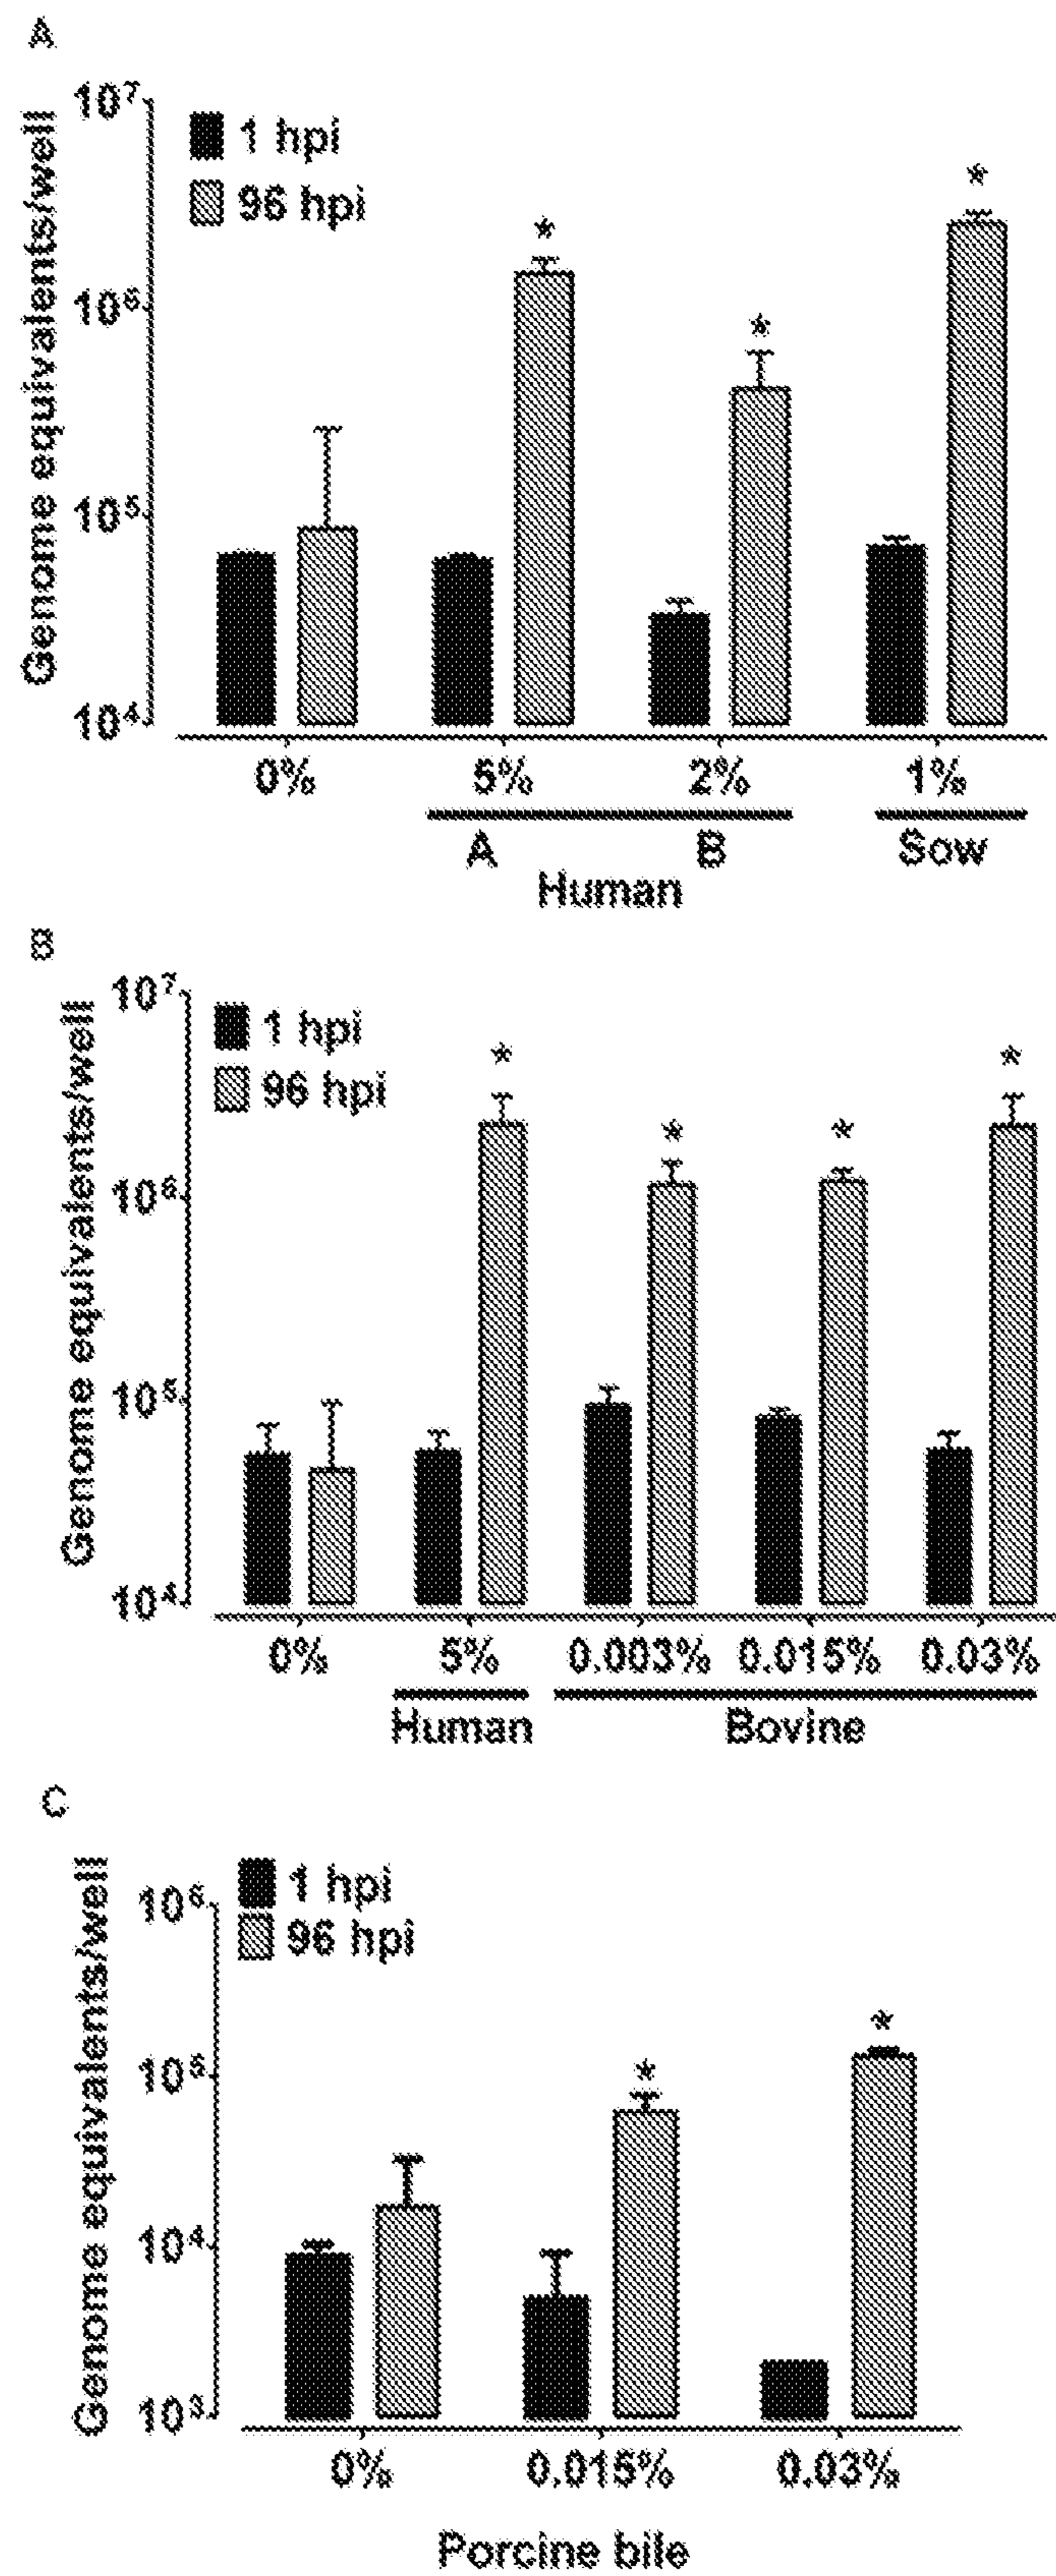 A
Genome equivalents/well
10⁷
10⁶
10⁵
10⁴
1 hpi
96 hpi
* * *
0% 5% 2% 1%
A B Sow
Human
B
Genome equivalents/well
10⁷
10⁶
10⁵
10⁴
1 hpi
96 hpi
* * * *
0% 5% 0.003% 0.015% 0.03%
Human Bovine
C
Genome equivalents/well
10⁶
10⁵
10⁴
10³
1 hpi
96 hpi
* *
0% 0.015% 0.03%
Porcine bile